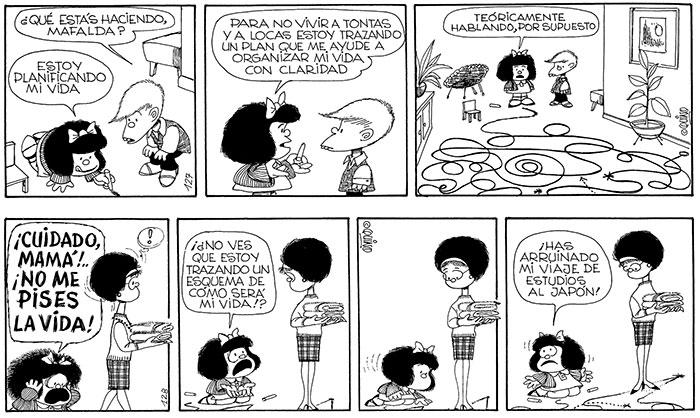 ¿QUÉ ESTÁS HACIENDO,
MAFALDA?
ESTOY
PLANIFICANDO
MI VIDA
127
PARA NO VIVIR A TONTAS
Y A LOCAS ESTOY TRAZANDO
UN PLAN QUE ME AYUDE A
ORGANIZAR MI VIDA
CON CLARIDAD
TEÓRICAMENTE
HABLANDO, POR SUPUESTO
©QUINO
¡CUIDADO,
MAMÁ!..
¡NO ME
PISES
LA VIDA!
!
128
¿¡NO VES
QUE ESTOY
TRAZANDO UN
ESQUEMA DE
CÓMO SERÁ
MI VIDA!?
©QUINO
¡HAS
ARRUINADO
MI VIAJE DE
ESTUDIOS
AL JAPÓN!